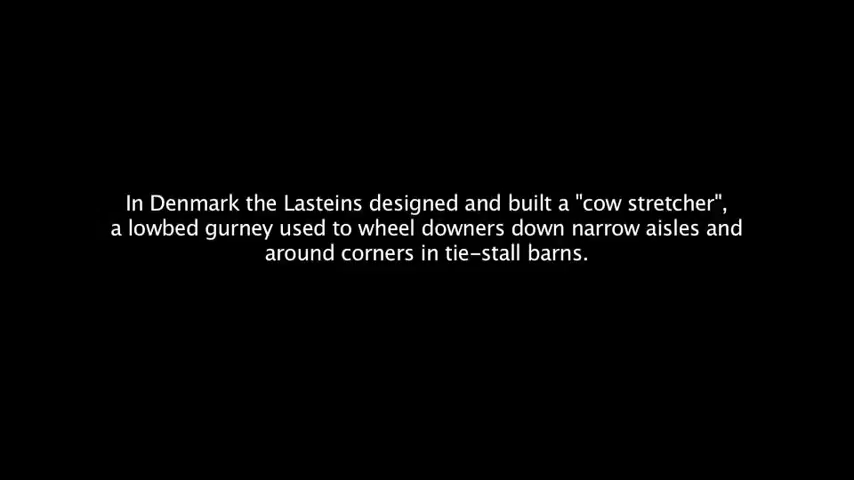 In Denmark the Lasteins designed and built a "cow stretcher",
a lowbed gurney used to wheel downers down narrow aisles and
around corners in tie-stall barns.